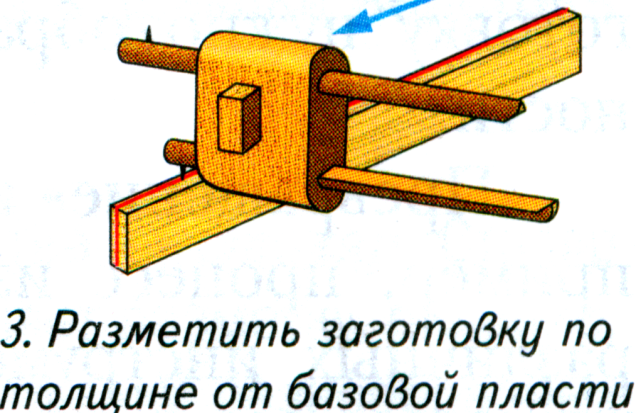 3. Разметить заготовку по
толщине от базовой пласти